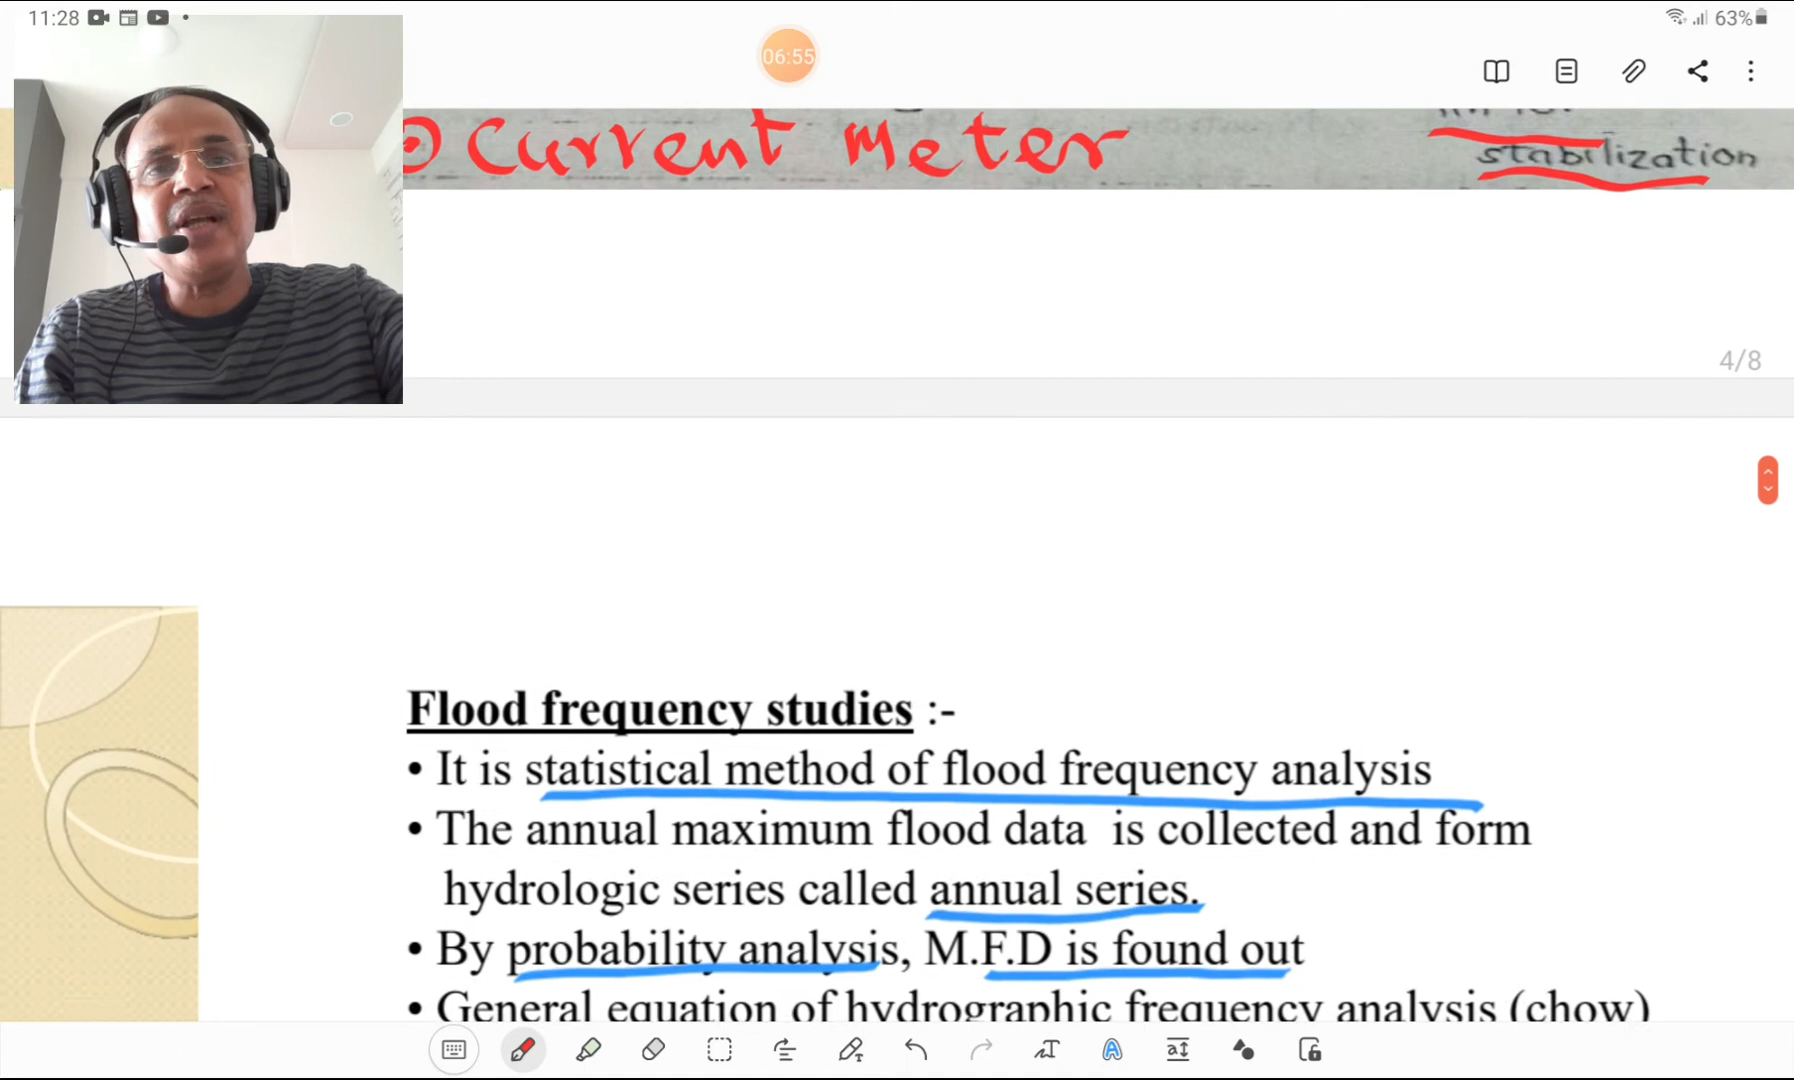 11:28
63%
06:55
Current Meter
stabilization
4/8
Flood frequency studies :-
• It is statistical method of flood frequency analysis
• The annual maximum flood data is collected and form
hydrologic series called annual series.
• By probability analysis, M.F.D is found out
• General equation of hydrographic frequency analysis (chow)